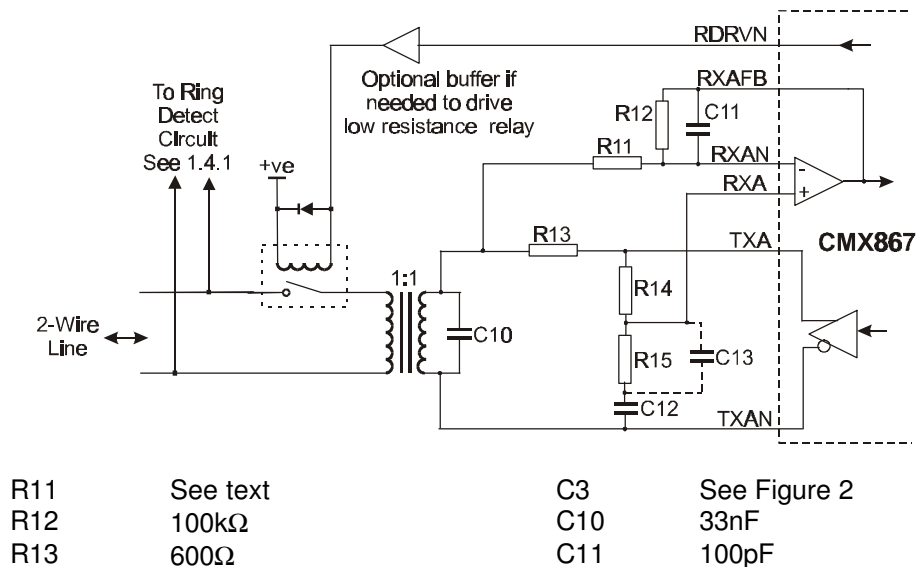 RDRVN
Optional buffer if
needed to drive
low resistance relay
RXAFB
To Ring
Detect
Circuit
See 1.4.1
R12
C11
R11
RXAN
-
+ve
RXA
+
R13
TXA
CMX867
1:1
R14
2-Wire
Line
C10
R15
C13
C12
TXAN
R11 See text C3 See Figure 2
R12 100kΩ C10 33nF
R13 600Ω C11 100pF